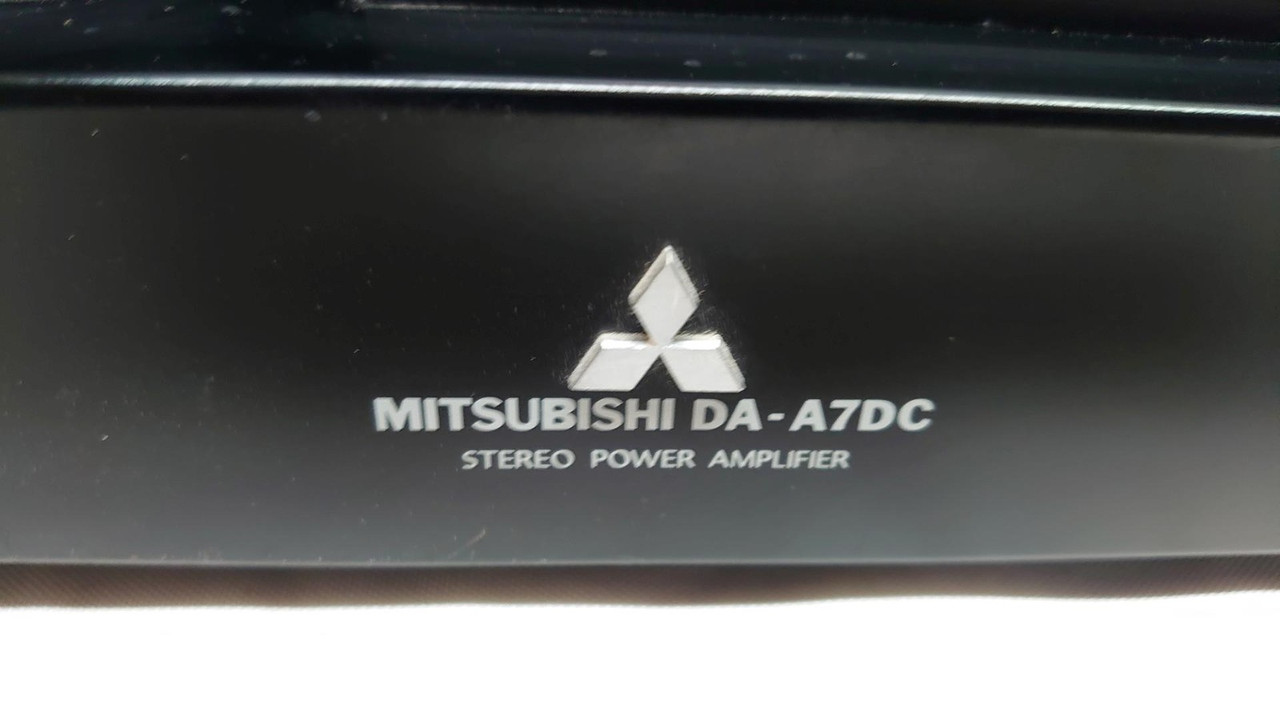 MITSUBISHI DA-A7DC
STEREO POWER AMPLIFIER